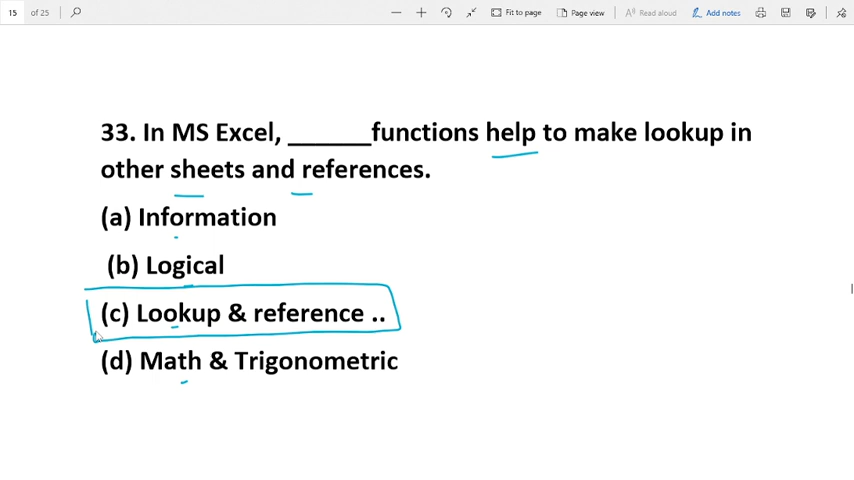 15 of 25 Fit to page Page view Read aloud Add notes
33. In MS Excel, ______functions help to make lookup in
other sheets and references.
(a) Information
(b) Logical
(c) Lookup & reference ..
(d) Math & Trigonometric